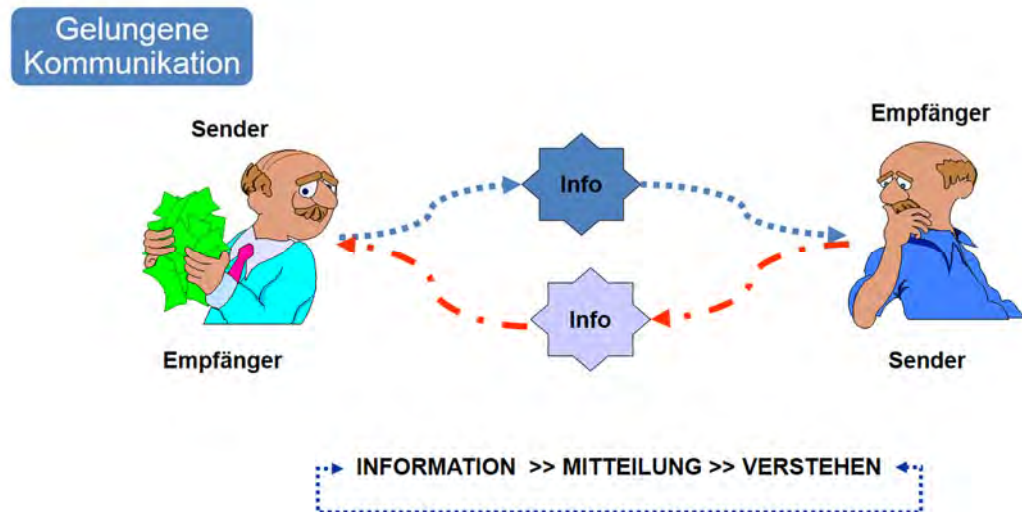 Gelungene
Kommunikation
Sender
Empfänger
Info
Info
Empfänger
Sender
INFORMATION >> MITTEILUNG >> VERSTEHEN